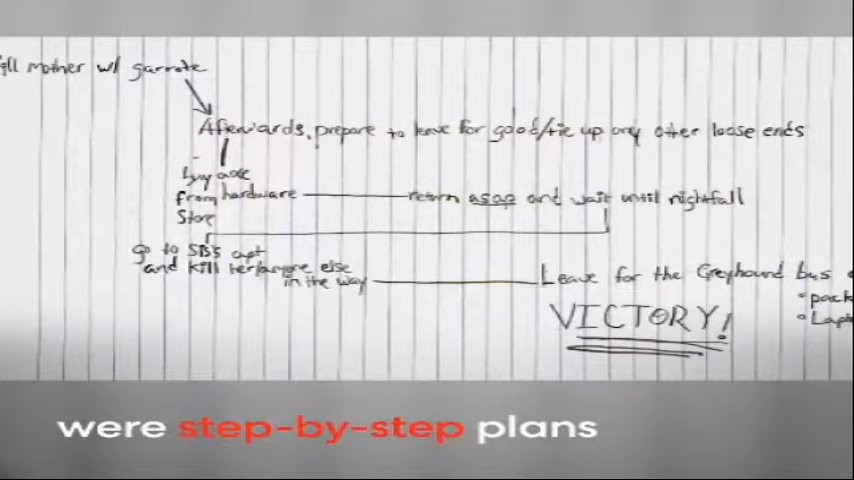 ill mother w/ garrote
Afterwards, prepare to leave for good/tie up any other loose ends
buy axe
from hardware return asap and wait until nightfall
Store
go to SIS's apt
and kill her/anyone else
in the way Leave for the Greyhound bus
• pack
VICTORY! • Lap
were step-by-step plans